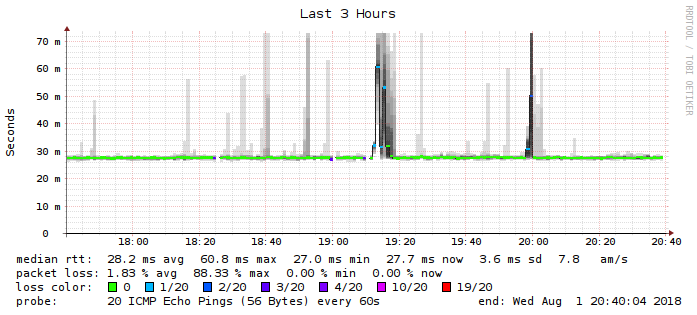 Last 3 Hours
RRDTOOL / TOBI OETIKER
Seconds
70 m
60 m
50 m
40 m
30 m
20 m
10 m
0
18:00 18:20 18:40 19:00 19:20 19:40 20:00 20:20 20:40
median rtt: 28.2 ms avg 60.8 ms max 27.0 ms min 27.7 ms now 3.6 ms sd 7.8 am/s
packet loss: 1.83 % avg 88.33 % max 0.00 % min 0.00 % now
loss color: 0 1/20 2/20 3/20 4/20 10/20 19/20
probe: 20 ICMP Echo Pings (56 Bytes) every 60s end: Wed Aug 1 20:40:04 2018